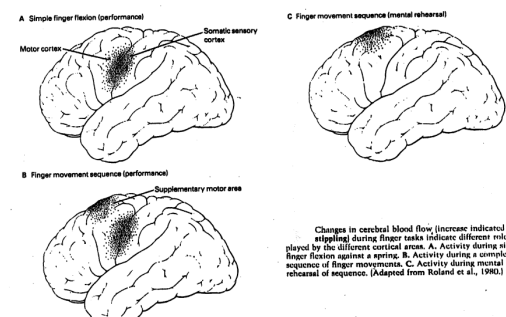 A Simple finger flexion (performance)
Motor cortex
Somatic sensory
cortex
B Finger movement sequence (performance)
Supplementary motor area
C Finger movement sequence (mental rehearsal)
Changes in cerebral blood flow (increase indicated
stippling) during finger tasks indicate different
played by the different cortical areas. A. Activity during
finger flexion against a spring. B. Activity during a
sequence of finger movements. C. Activity during mental
rehearsal of sequence. (Adapted from Roland et al., 1980.)